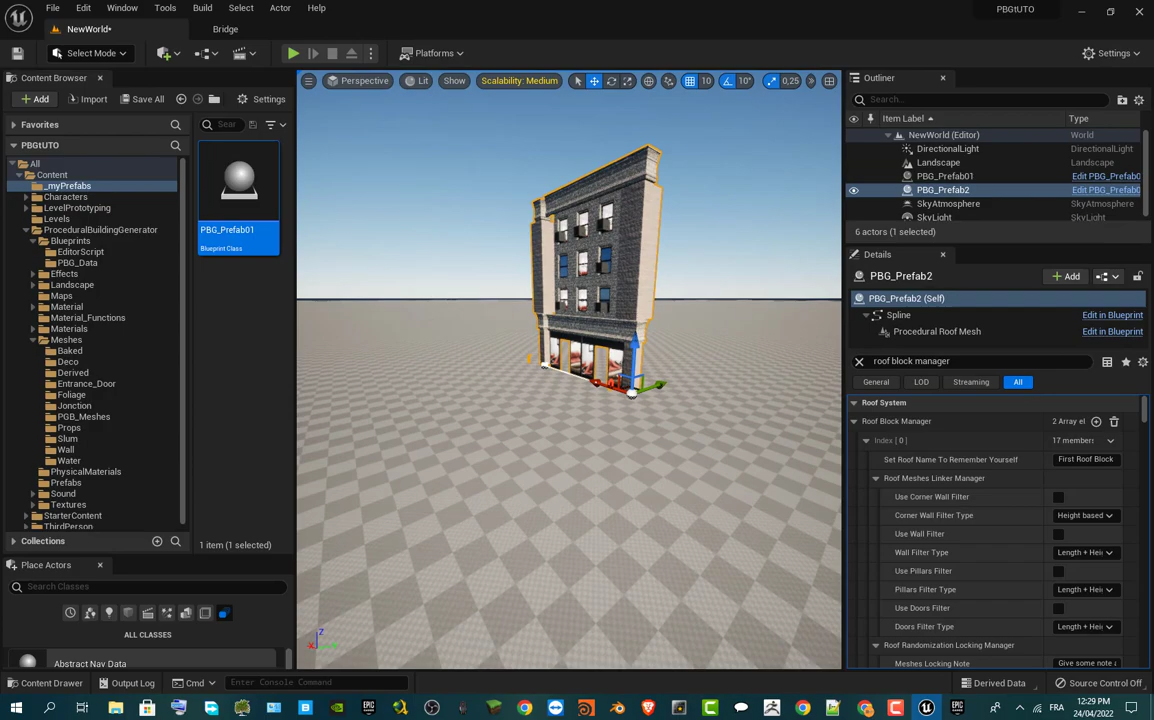 File Edit Window Tools Build Select Actor Help
PBGtUTO
NewWorld*
Bridge
Select Mode
Platforms
Settings
Content Browser
Add
Import
Save All
Settings
Favorites
PBGtUTO
All
Content
_myPrefabs
Characters
LevelPrototyping
Levels
ProceduralBuildingGenerator
Blueprints
EditorScript
PBG_Data
Effects
Landscape
Maps
Material
Material_Functions
Materials
Meshes
Baked
Deco
Derived
Entrance_Door
Foliage
Jonction
PGB_Meshes
Props
Slum
Wall
Water
PhysicalMaterials
Prefabs
Sound
Textures
StarterContent
ThirdPerson
Collections
Sear
PBG_Prefab01
Blueprint Class
1 item (1 selected)
Place Actors
Search Classes
ALL CLASSES
Abstract Nav Data
Perspective
Lit
Show
Scalability: Medium
10
10°
0,25
Z
X
Outliner
Search...
Item Label
Type
NewWorld (Editor) World
DirectionalLight DirectionalLight
Landscape Landscape
PBG_Prefab01 Edit PBG_Prefab0
PBG_Prefab2 Edit PBG_Prefab0
SkyAtmosphere SkyAtmosphere
SkyLight SkyLight
6 actors (1 selected)
Details
PBG_Prefab2
Add
PBG_Prefab2 (Self)
Spline Edit in Blueprint
Procedural Roof Mesh Edit in Blueprint
roof block manager
General
LOD
Streaming
All
Roof System
Roof Block Manager 2 Array el
Index [ 0 ] 17 members
Set Roof Name To Remember Yourself First Roof Block
Roof Meshes Linker Manager
Use Corner Wall Filter
Corner Wall Filter Type Height based
Use Wall Filter
Wall Filter Type Length + Hei
Use Pillars Filter
Pillars Filter Type Length + Hei
Use Doors Filter
Doors Filter Type Length + Hei
Roof Randomization Locking Manager
Meshes Locking Note Give some note
Content Drawer
Output Log
Cmd
Enter Console Command
Derived Data
Source Control Off
FRA
12:29 PM
24/04/2022